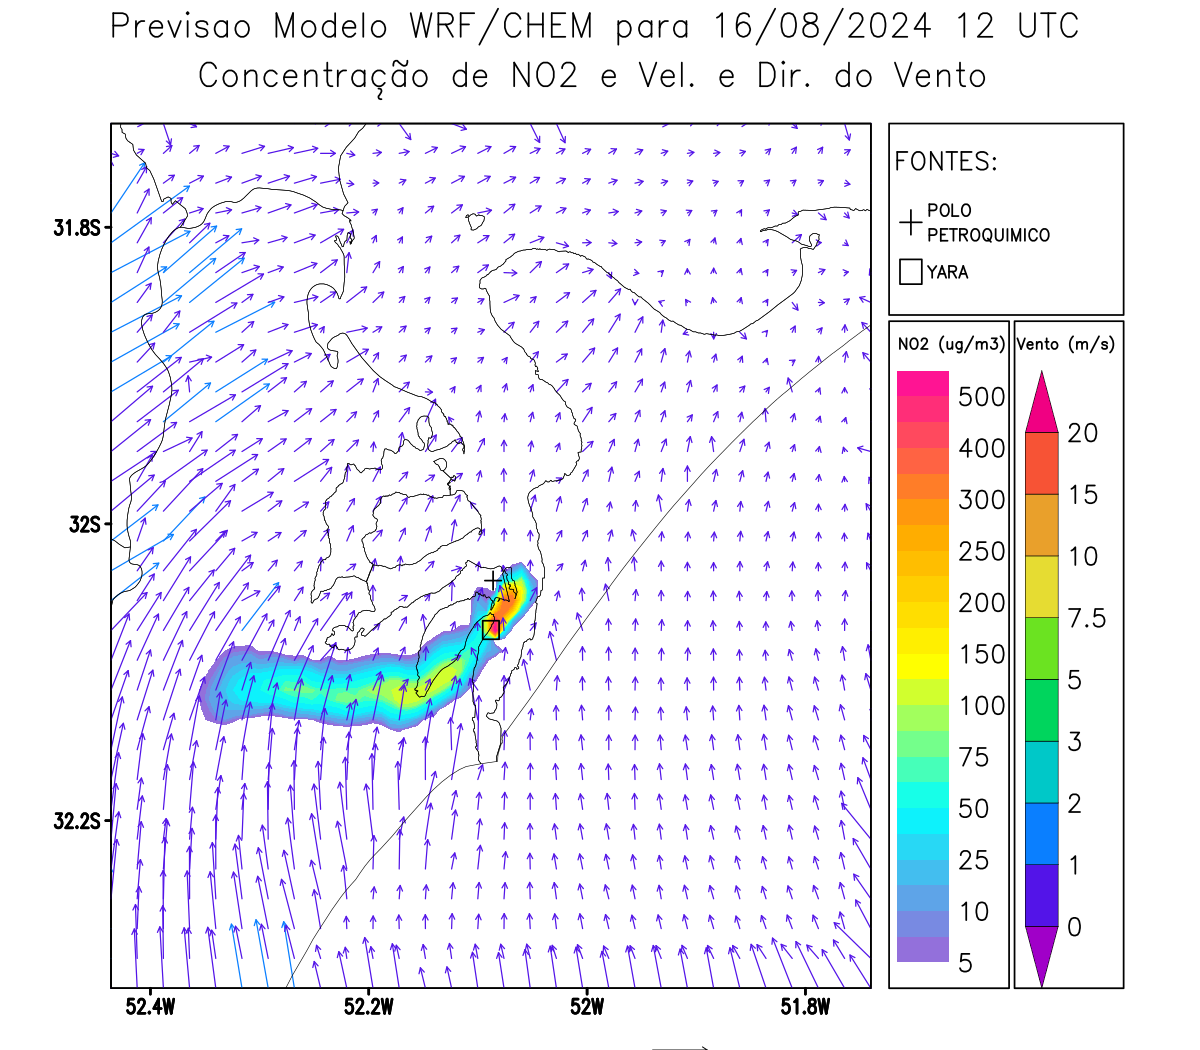 Previsao Modelo WRF/CHEM para 16/08/2024 12 UTC
Concentração de NO2 e Vel. e Dir. do Vento
FONTES:
POLO
PETROQUIMICO
YARA
NO2 (ug/m3)
500
400
300
250
200
150
100
75
50
25
10
5
Vento (m/s)
20
15
10
7.5
5
3
2
1
0
31.8S
32S
32.2S
52.4W
52.2W
52W
51.8W